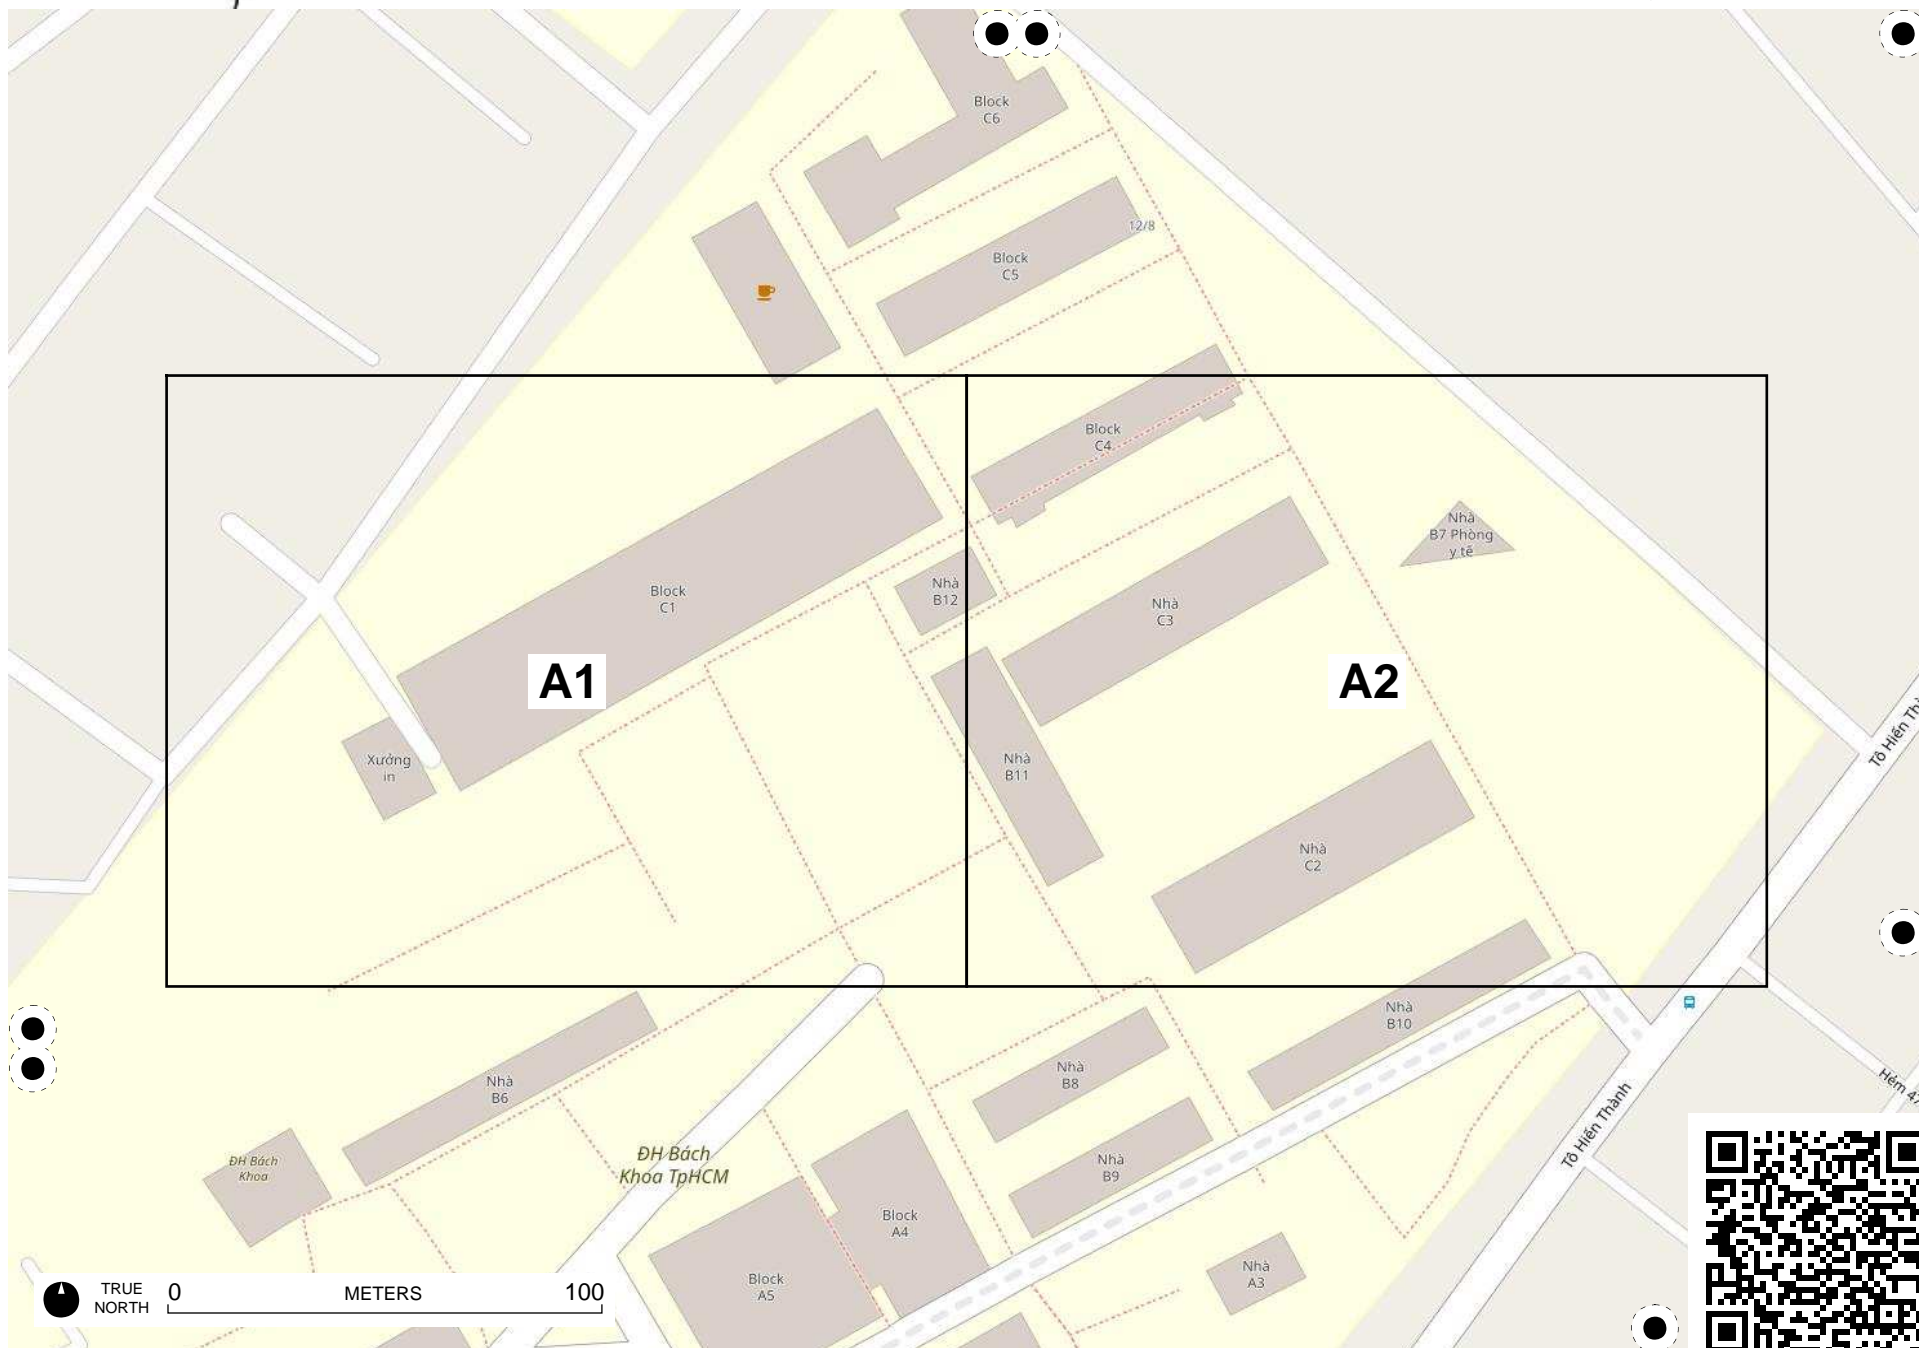 Block
C6
12/8
Block
C5
Block
C4
Nhà
B7 Phòng
y tế
Block
C1
Nhà
B12
Nhà
C3
A1
A2
Xưởng
in
Nhà
B11
Nhà
C2
Tô Hiến Thà
Nhà
B10
Nhà
B8
Nhà
B6
Hẻm 47
Tô Hiến Thành
ĐH Bách
Khoa
ĐH Bách
Khoa TpHCM
Nhà
B9
Block
A4
Block
A5
Nhà
A3
TRUE
NORTH
0 METERS 100